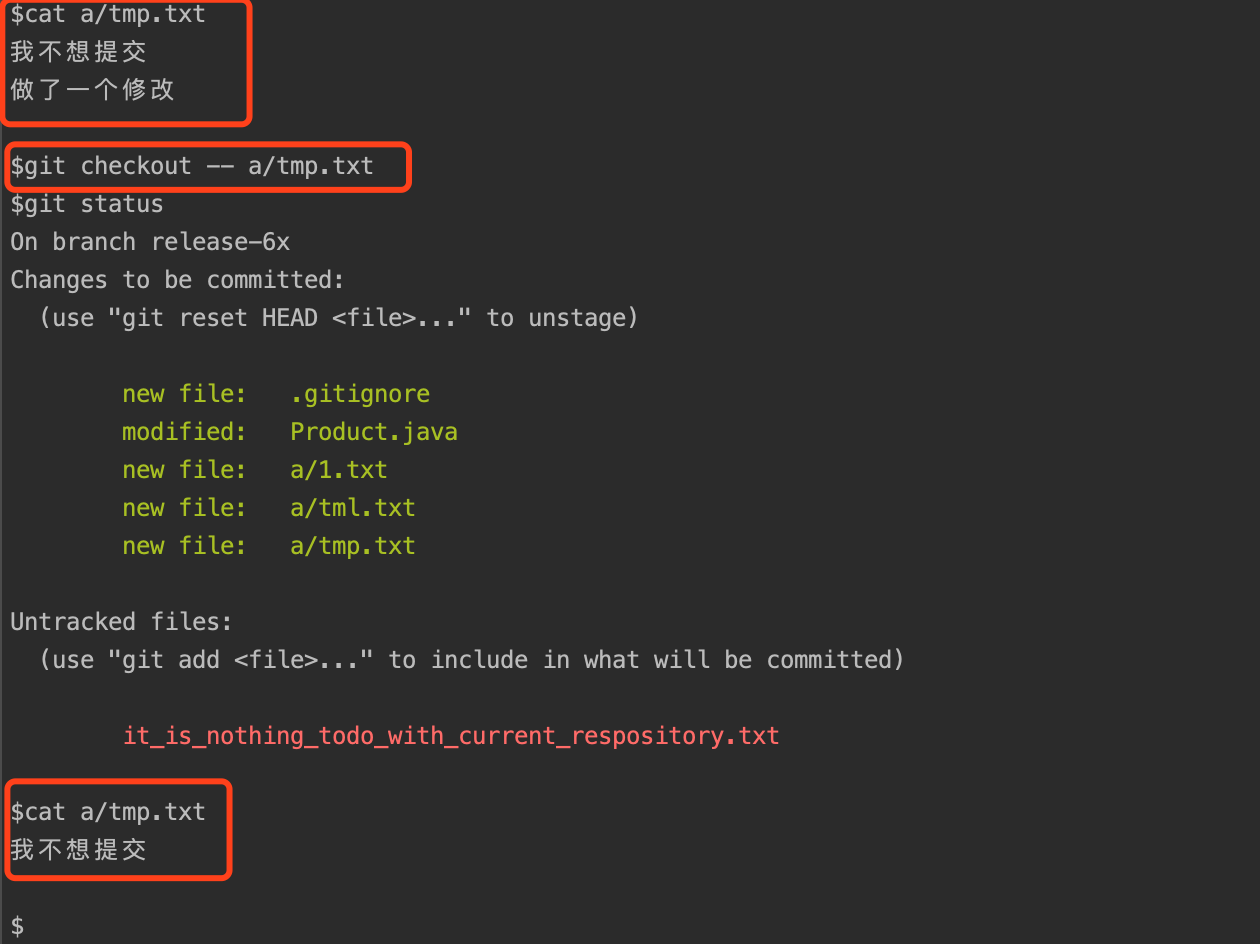 $cat a/tmp.txt
我不想提交
做了一个修改
$git checkout -- a/tmp.txt
$git status
On branch release-6x
Changes to be committed:
  (use "git reset HEAD <file>..." to unstage)
        new file:   .gitignore
        modified:   Product.java
        new file:   a/1.txt
        new file:   a/tml.txt
        new file:   a/tmp.txt
Untracked files:
  (use "git add <file>..." to include in what will be committed)
        it_is_nothing_todo_with_current_respository.txt
$cat a/tmp.txt
我不想提交
$